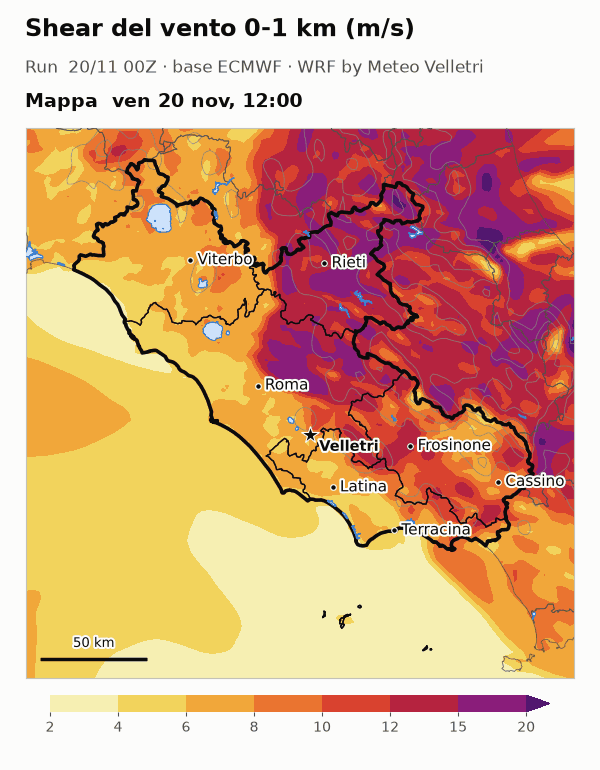 Shear del vento 0-1 km (m/s)
Run  20/11 00Z · base ECMWF · WRF by Meteo Velletri
Mappa  ven 20 nov, 12:00
Viterbo
Rieti
Roma
Velletri
Frosinone
Latina
Cassino
Terracina
50 km
2 4 6 8 10 12 15 20